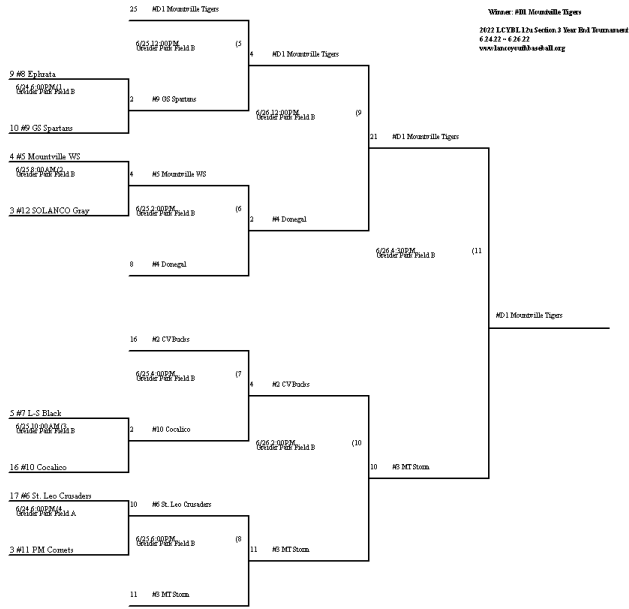 25 #D1 Mountville Tigers
Winner: #D1 Mountville Tigers
2022 LCYBL 12u Section 3 Year End Tournament
6.24.22 - 6.26.22
www.lancoyouthbaseball.org
6/25 12:00PM (5
Greider Park Field B
4 #D1 Mountville Tigers
9 #8 Ephrata
6/24 6:00PM (1
Greider Park Field B
2 #9 GS Spartans
6/26 12:00PM (9
Greider Park Field B
10 #9 GS Spartans
21 #D1 Mountville Tigers
4 #5 Mountville WS
6/25 8:00AM (2
Greider Park Field B
4 #5 Mountville WS
3 #12 SOLANCO Gray
6/25 2:00PM (6
Greider Park Field B
2 #4 Donegal
6/26 4:30PM (11
Greider Park Field B
8 #4 Donegal
#D1 Mountville Tigers
16 #2 CV Bucks
6/25 4:00PM (7
Greider Park Field B
4 #2 CV Bucks
5 #7 L-S Black
6/25 10:00AM (3
Greider Park Field B
2 #10 Cocalico
6/26 2:00PM (10
Greider Park Field B
16 #10 Cocalico
10 #3 MT Storm
17 #6 St. Leo Crusaders
6/24 6:00PM (4
Greider Park Field A
10 #6 St. Leo Crusaders
3 #11 PM Comets
6/25 6:00PM (8
Greider Park Field B
11 #3 MT Storm
11 #3 MT Storm